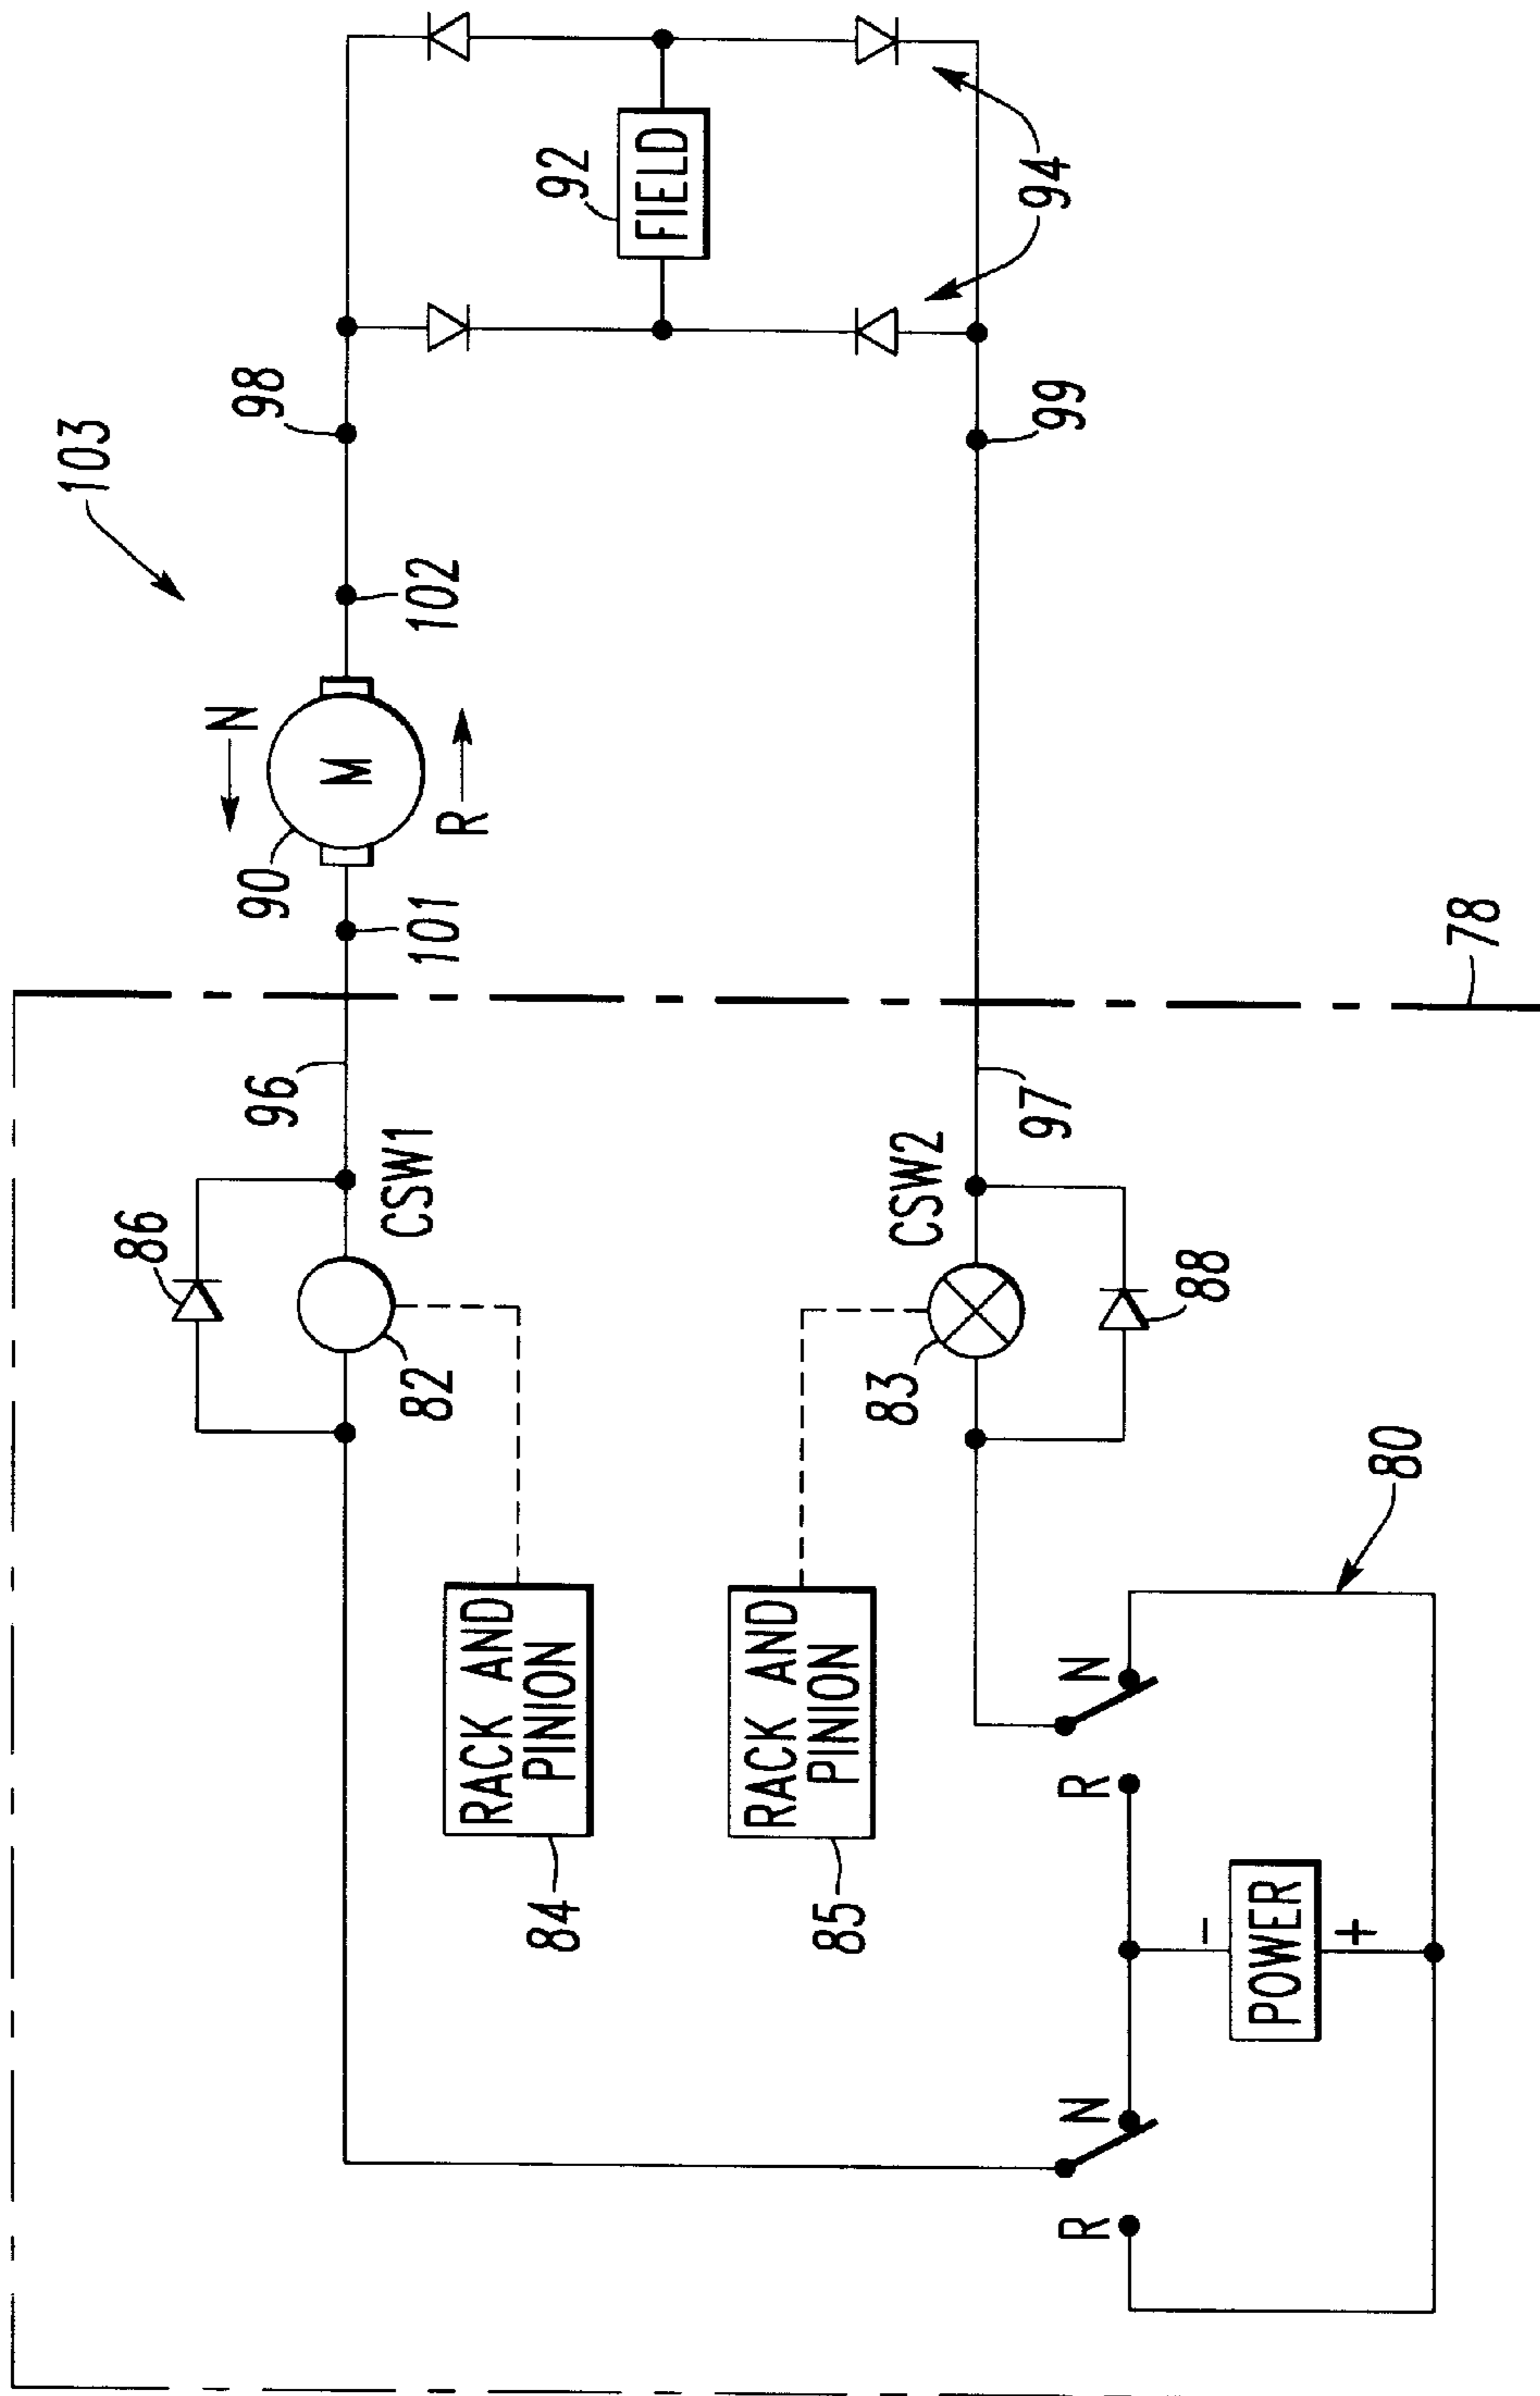 103
98
92
FIELD
94
99
102
N
M
R
90
101
78
96
97
86
CSW1
82
CSW2
83
88
RACK AND
PINION
84
RACK AND
PINION
85
80
N
R
POWER
-
+
N
R